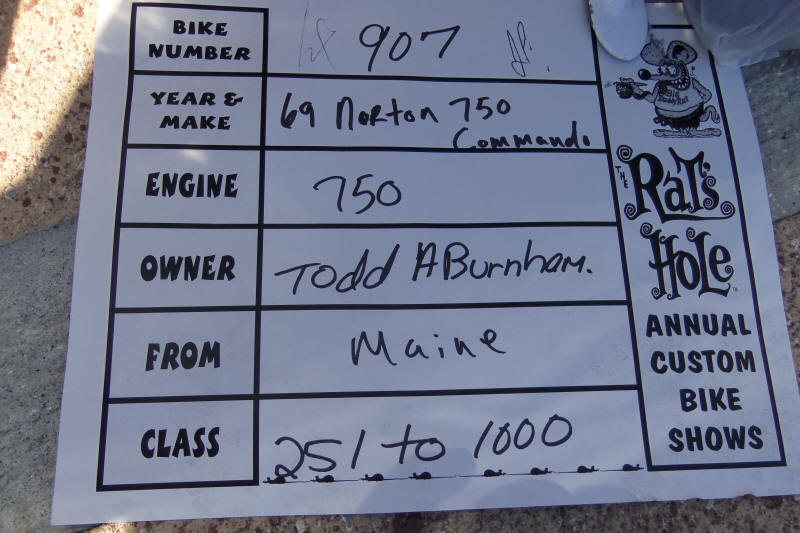 BIKE NUMBER 907
YEAR & MAKE 69 Norton 750 Commando
ENGINE 750
OWNER Todd A Burnham.
FROM Maine
CLASS 251 to 1000
THE
RAT'S
HOLE
ANNUAL
CUSTOM
BIKE
SHOWS